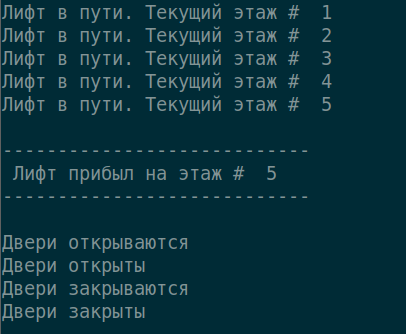 Лифт в пути. Текущий этаж #  1
Лифт в пути. Текущий этаж #  2
Лифт в пути. Текущий этаж #  3
Лифт в пути. Текущий этаж #  4
Лифт в пути. Текущий этаж #  5
----------------------------
 Лифт прибыл на этаж #  5
----------------------------
Двери открываются
Двери открыты
Двери закрываются
Двери закрыты